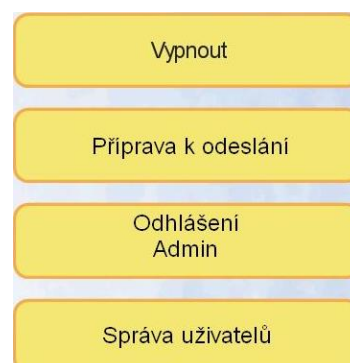 Vypnout
Příprava k odeslání
Odhlášení
Admin
Správa uživatelů